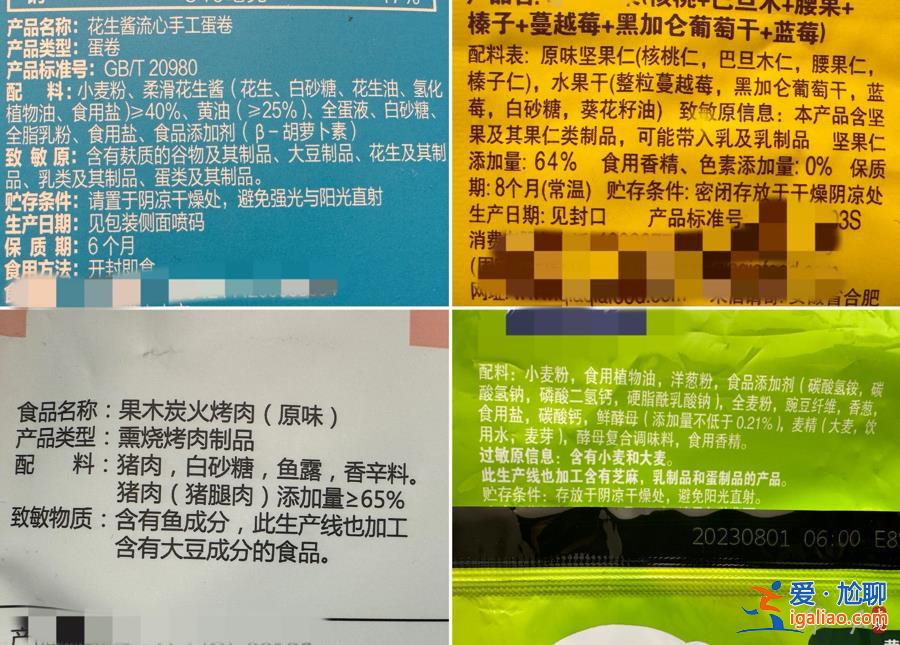 产品名称: 花生酱流心手工蛋卷
产品类型: 蛋卷
产品标准号: GB/T 20980
配 料: 小麦粉、柔滑花生酱（花生、白砂糖、花生油、氢化
植物油、食用盐)≥40%、黄油（≥25%）、全蛋液、白砂糖、
全脂乳粉、食用盐、食品添加剂（β-胡萝卜素）
致 敏 原: 含有麸质的谷物及其制品、大豆制品、花生及其制
品、乳类及其制品、蛋类及其制品。
贮存条件: 请置于阴凉干燥处，避免强光与阳光直射
生产日期: 见包装侧面喷码
保 质 期: 6个月
食用方法: 开封即食
榛子+蔓越莓+黑加仑葡萄干+蓝莓)
配料表: 原味坚果仁(核桃仁，巴旦木仁，腰果仁，
榛子仁)，水果干(整粒蔓越莓，黑加仑葡萄干，蓝
莓，白砂糖，葵花籽油) 致敏原信息: 本产品含坚
果及其果仁类制品，可能带入乳及乳制品 坚果仁
添加量: 64% 食用香精、色素添加量: 0% 保质
期: 8个月(常温) 贮存条件: 密闭存放于干燥阴凉处
生产日期: 见封口 产品标准号 03S
消费
食品名称：果木炭火烤肉（原味）
产品类型：熏烧烤肉制品
配 料：猪肉，白砂糖，鱼露，香辛料。
猪肉（猪腿肉）添加量≥65%
致敏物质：含有鱼成分，此生产线也加工
含有大豆成分的食品。
配料：小麦粉，食用植物油，洋葱粉，食品添加剂（碳酸氢铵，碳
酸氢钠，磷酸二氢钙，硬脂酰乳酸钠），全麦粉，豌豆纤维，香葱，
食用盐，碳酸钙，鲜酵母（添加量不低于0.21%），麦精（大麦，饮
用水，麦芽），酵母复合调味料，食用香精。
过敏原信息：含有小麦和大麦。
此生产线也加工含有芝麻，乳制品和蛋制品的产品。
贮存条件：存放于阴凉干燥处，避免阳光直射。
20230801 06:00 E8
爱·尬聊
igaliao.com